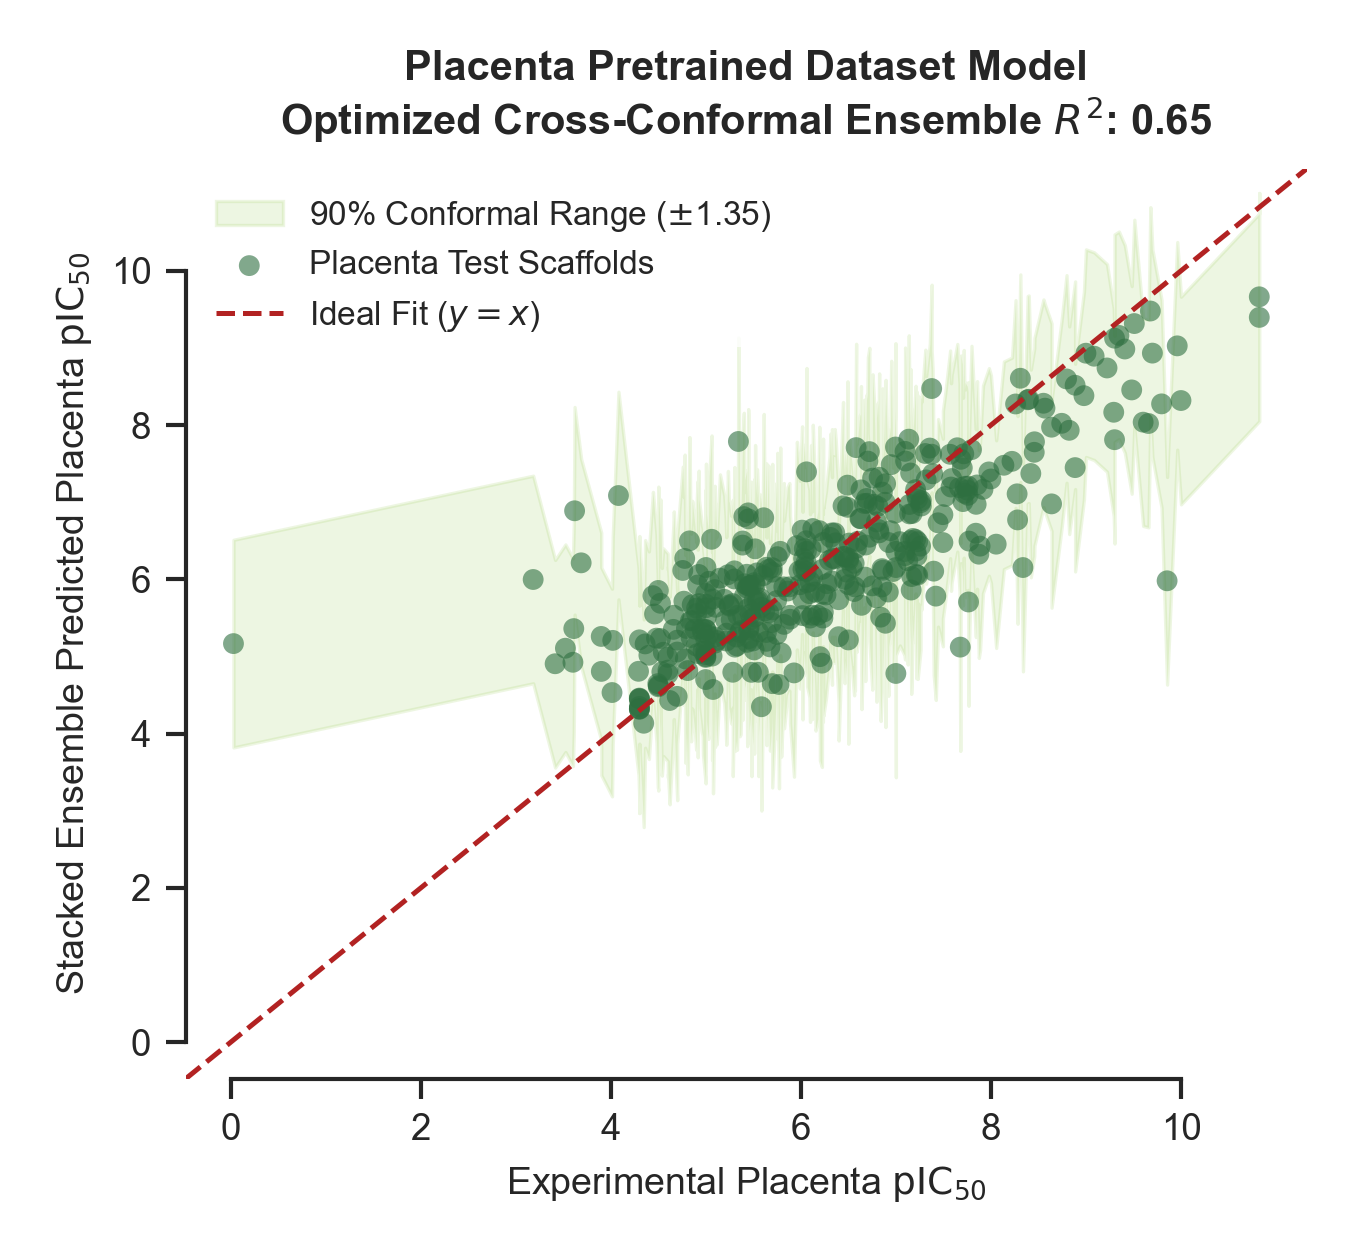 Placenta Pretrained Dataset Model
Optimized Cross-Conformal Ensemble R²: 0.65
90% Conformal Range (±1.35)
Placenta Test Scaffolds
Ideal Fit (y = x)
Stacked Ensemble Predicted Placenta pIC₅₀
10
8
6
4
2
0
0 2 4 6 8 10
Experimental Placenta pIC₅₀